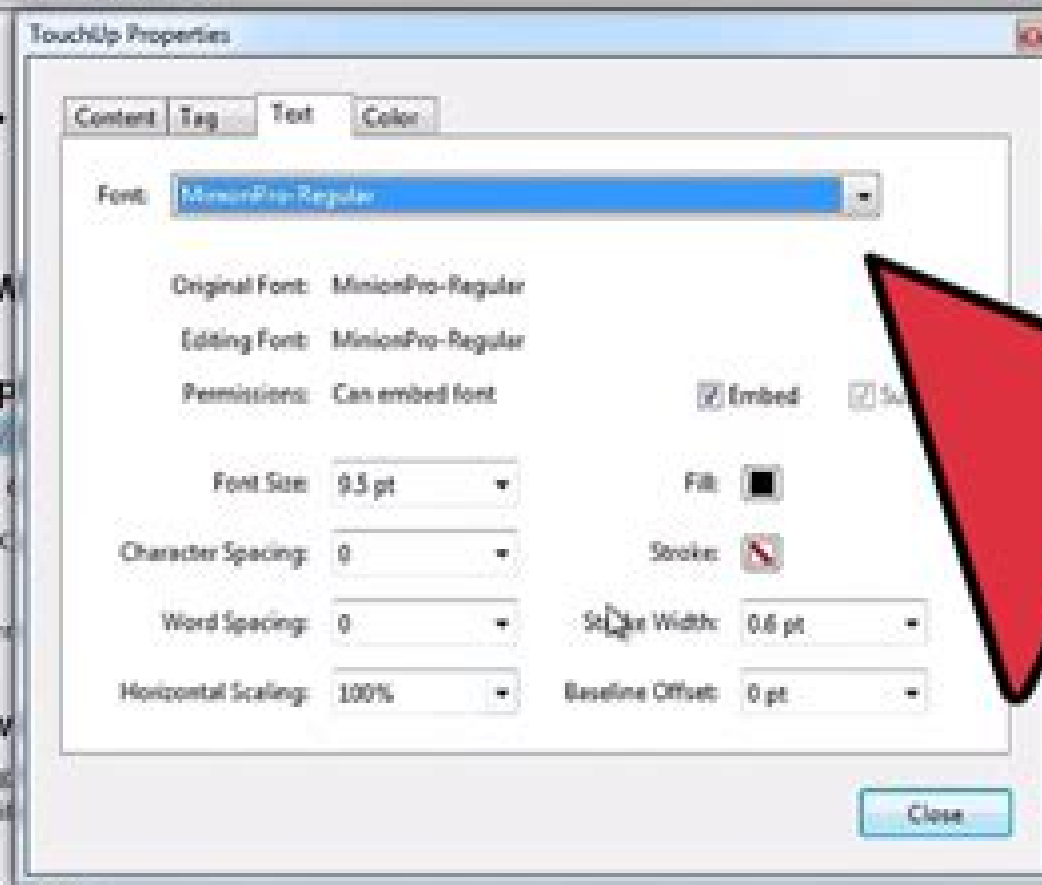 TouchUp Properties
Content Tag Text Color
Font: MinionPro-Regular
Original Font: MinionPro-Regular
Editing Font: MinionPro-Regular
Permissions: Can embed font Embed
Font Size: 9.5 pt Fill:
Character Spacing: 0 Stroke:
Word Spacing: 0 Stroke Width: 0.6 pt
Horizontal Scaling: 100% Baseline Offset: 0 pt
Close